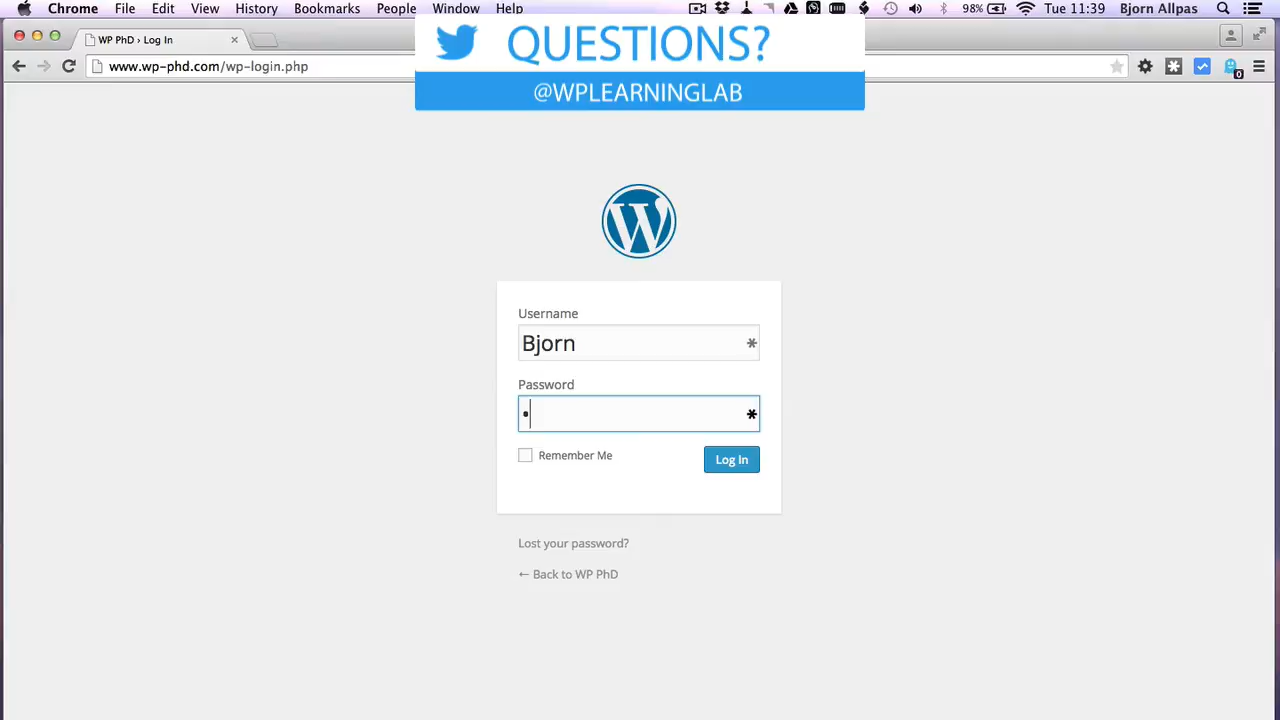 Chrome File Edit View History Bookmarks People Window Help 98% Tue 11:39 Bjorn Allpas
WP PhD › Log In
QUESTIONS?
www.wp-phd.com/wp-login.php
0
@WPLEARNINGLAB
W
Username
Bjorn
Password
Remember Me
Log In
Lost your password?
← Back to WP PhD